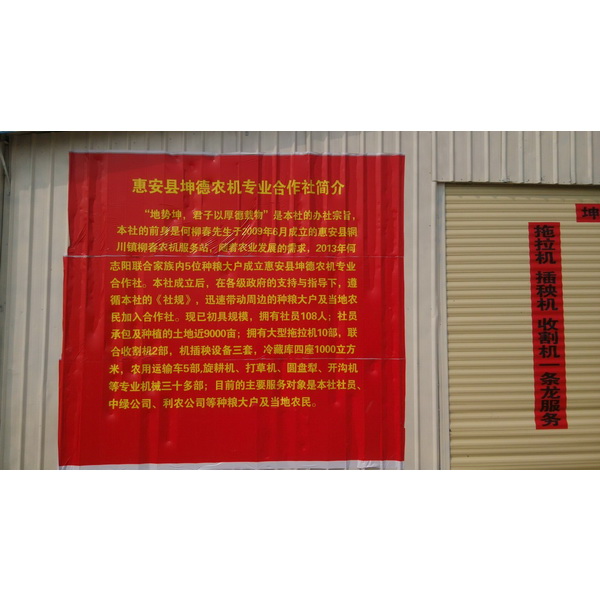 惠安县坤德农机专业合作社简介
“地势坤，君子以厚德载物”是本社的办社宗旨，
本社的前身是何柳春先生于2009年6月成立的惠安县辋
川镇柳春农机服务站，随着农业发展的需求，2013年何
志阳联合家族内5位种粮大户成立惠安县坤德农机专业
合作社。本社成立后，在各级政府的支持与指导下，遵
循本社的《社规》，迅速带动周边的种粮大户及当地农
民加入合作社。现已初具规模，拥有社员108人；社员
承包及种植的土地近9000亩；拥有大型拖拉机10部，联
合收割机2部，机插秧设备三套，冷藏库四座1000立方
米，农用运输车5部,旋耕机、打草机、圆盘犁、开沟机
等专业机械三十多部；目前的主要服务对象是本社社员、
中绿公司、利农公司等种粮大户及当地农民。
坤
拖拉机 插秧机 收割机一条龙服务